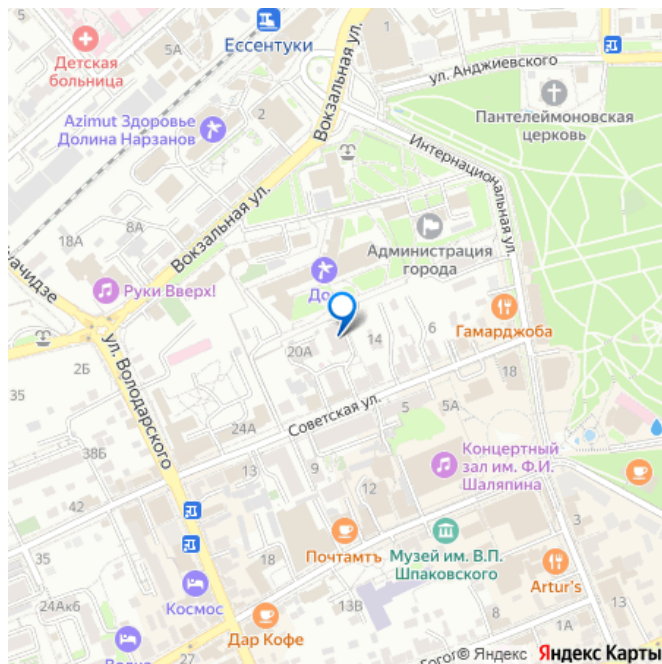 Детская
больница
5А
Ессентуки
2
1
ул. Анджиевского
Пантелеймоновская
церковь
Azimut Здоровье
Долина Нарзанов
Вокзальная ул.
Интернациональная ул.
18А
8А
Вокзальная ул.
Администрация
города
Руки Вверх!
До
Гамарджоба
20А
14
6
ул. Володарского
2Б
18
24А
Советская ул.
5
5А
38Б
13
9
Концертный
зал им. Ф.И.
Шаляпина
12
35
3
18
Почтамтъ
Музей им. В.П.
Шпаковского
Artur's
Космос
24Ак6
13В
8
13
Дар Кофе
1А
35
27
© Яндекс Яндекс Карты